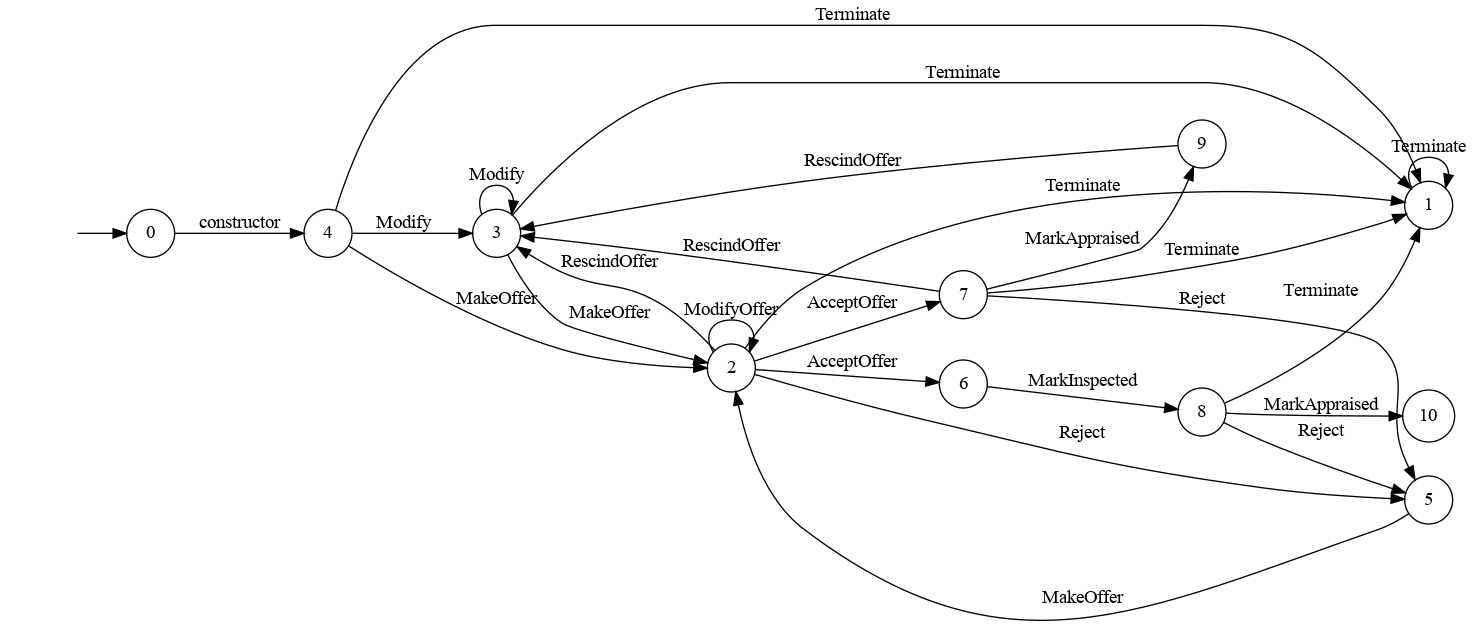 Terminate
Terminate
9
Terminate
RescindOffer
Modify
Terminate
1
0
constructor
4
Modify
3
MarkAppraised
RescindOffer
Terminate
RescindOffer
7
Terminate
MakeOffer
Reject
ModifyOffer
AcceptOffer
MakeOffer
2
AcceptOffer
6
MarkInspected
8
MarkAppraised
10
Reject
Reject
5
MakeOffer